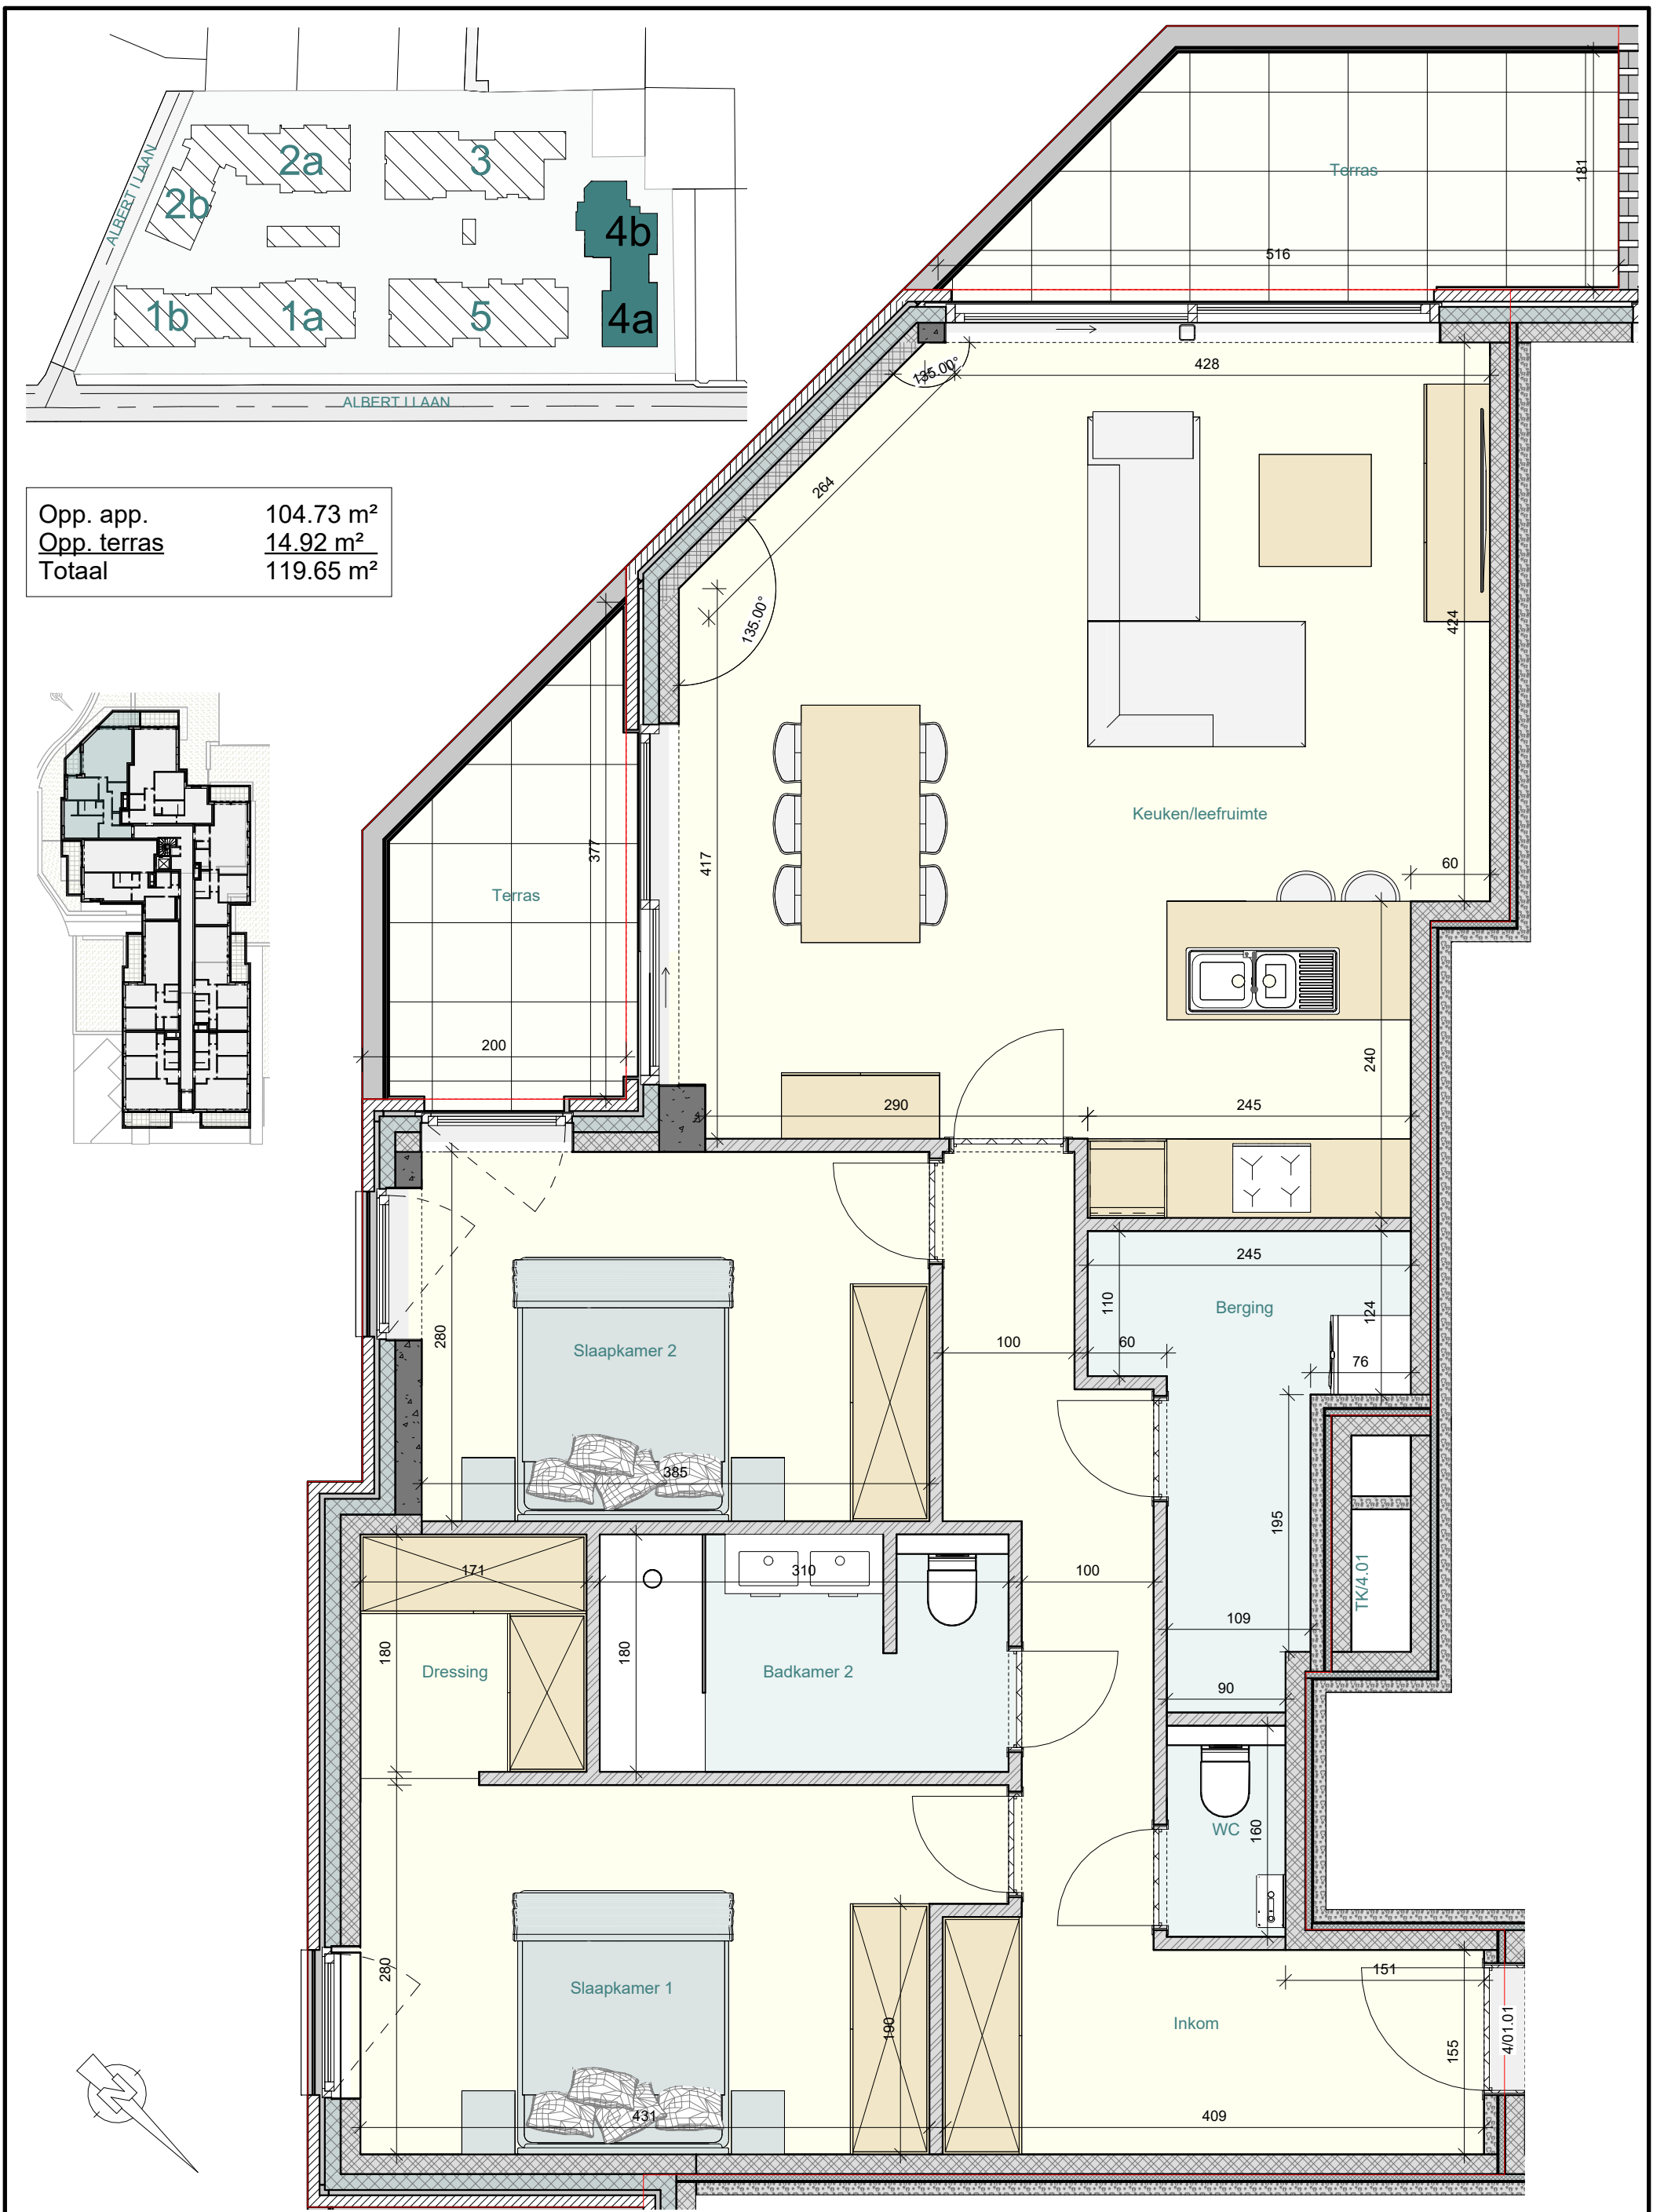 2a
3
2b
4b
1b
1a
5
4a
ALBERT I LAAN
ALBERT I LAAN
Opp. app. 104.73 m²
Opp. terras 14.92 m²
Totaal 119.65 m²
Terras
181
516
135.00°
428
264
135.00°
424
Keuken/leefruimte
377
417
60
Terras
200
240
290
245
245
Berging
110
124
280
Slaapkamer 2
100
60
76
385
195
171
310
100
TK/4.01
109
180
Dressing
180
Badkamer 2
90
WC
160
280
Slaapkamer 1
190
151
Inkom
155
4/01.01
431
409
N